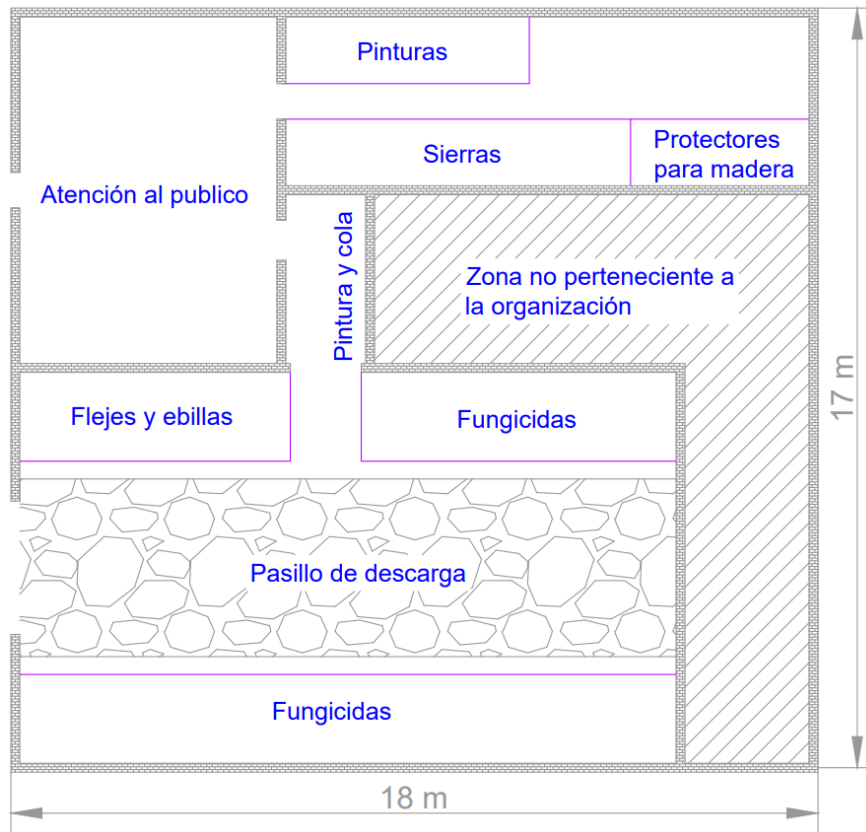 Pinturas
Sierras
Protectores
para madera
Atención al publico
Pintura y cola
Zona no perteneciente a
la organización
Flejes y ebillas
Fungicidas
17 m
Pasillo de descarga
Fungicidas
18 m